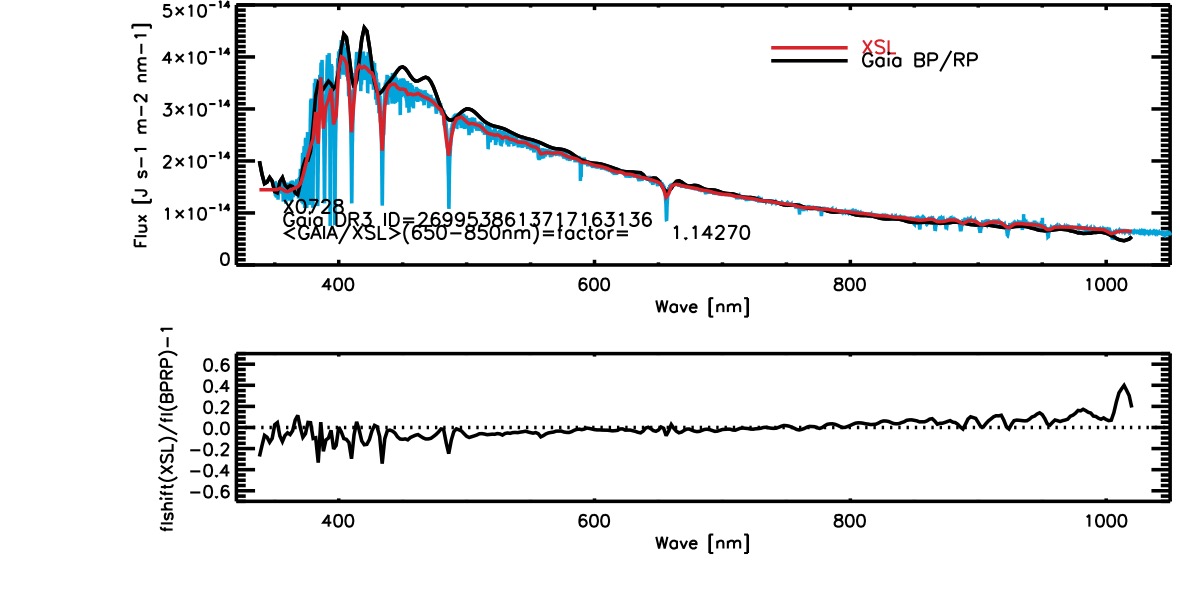 5×10⁻¹⁴
4×10⁻¹⁴
3×10⁻¹⁴
2×10⁻¹⁴
1×10⁻¹⁴
0
Flux [J s-1 m-2 nm-1]
XSL
Gaia BP/RP
X0728
Gaia DR3 ID=2699538613717163136
<GAIA/XSL>(650-850nm)=factor= 1.14270
400 600 800 1000
Wave [nm]
0.6
0.4
0.2
0.0
-0.2
-0.4
-0.6
flshift(XSL)/fl(BPRP)-1
400 600 800 1000
Wave [nm]